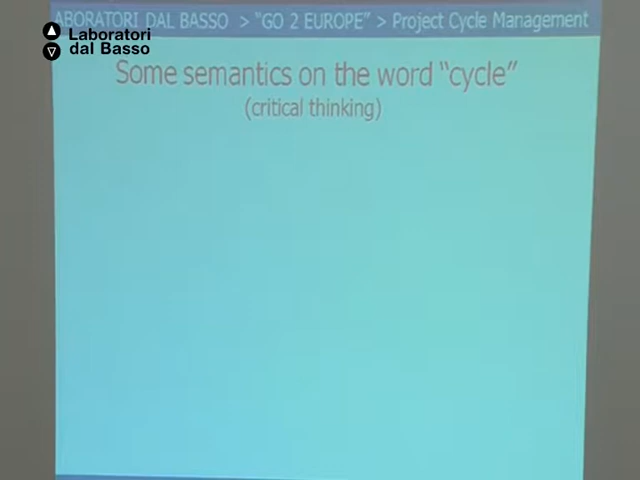 ABORATORI DAL BASSO > "GO 2 EUROPE" > Project Cycle Management
Laboratori
dal Basso
Some semantics on the word "cycle"
(critical thinking)